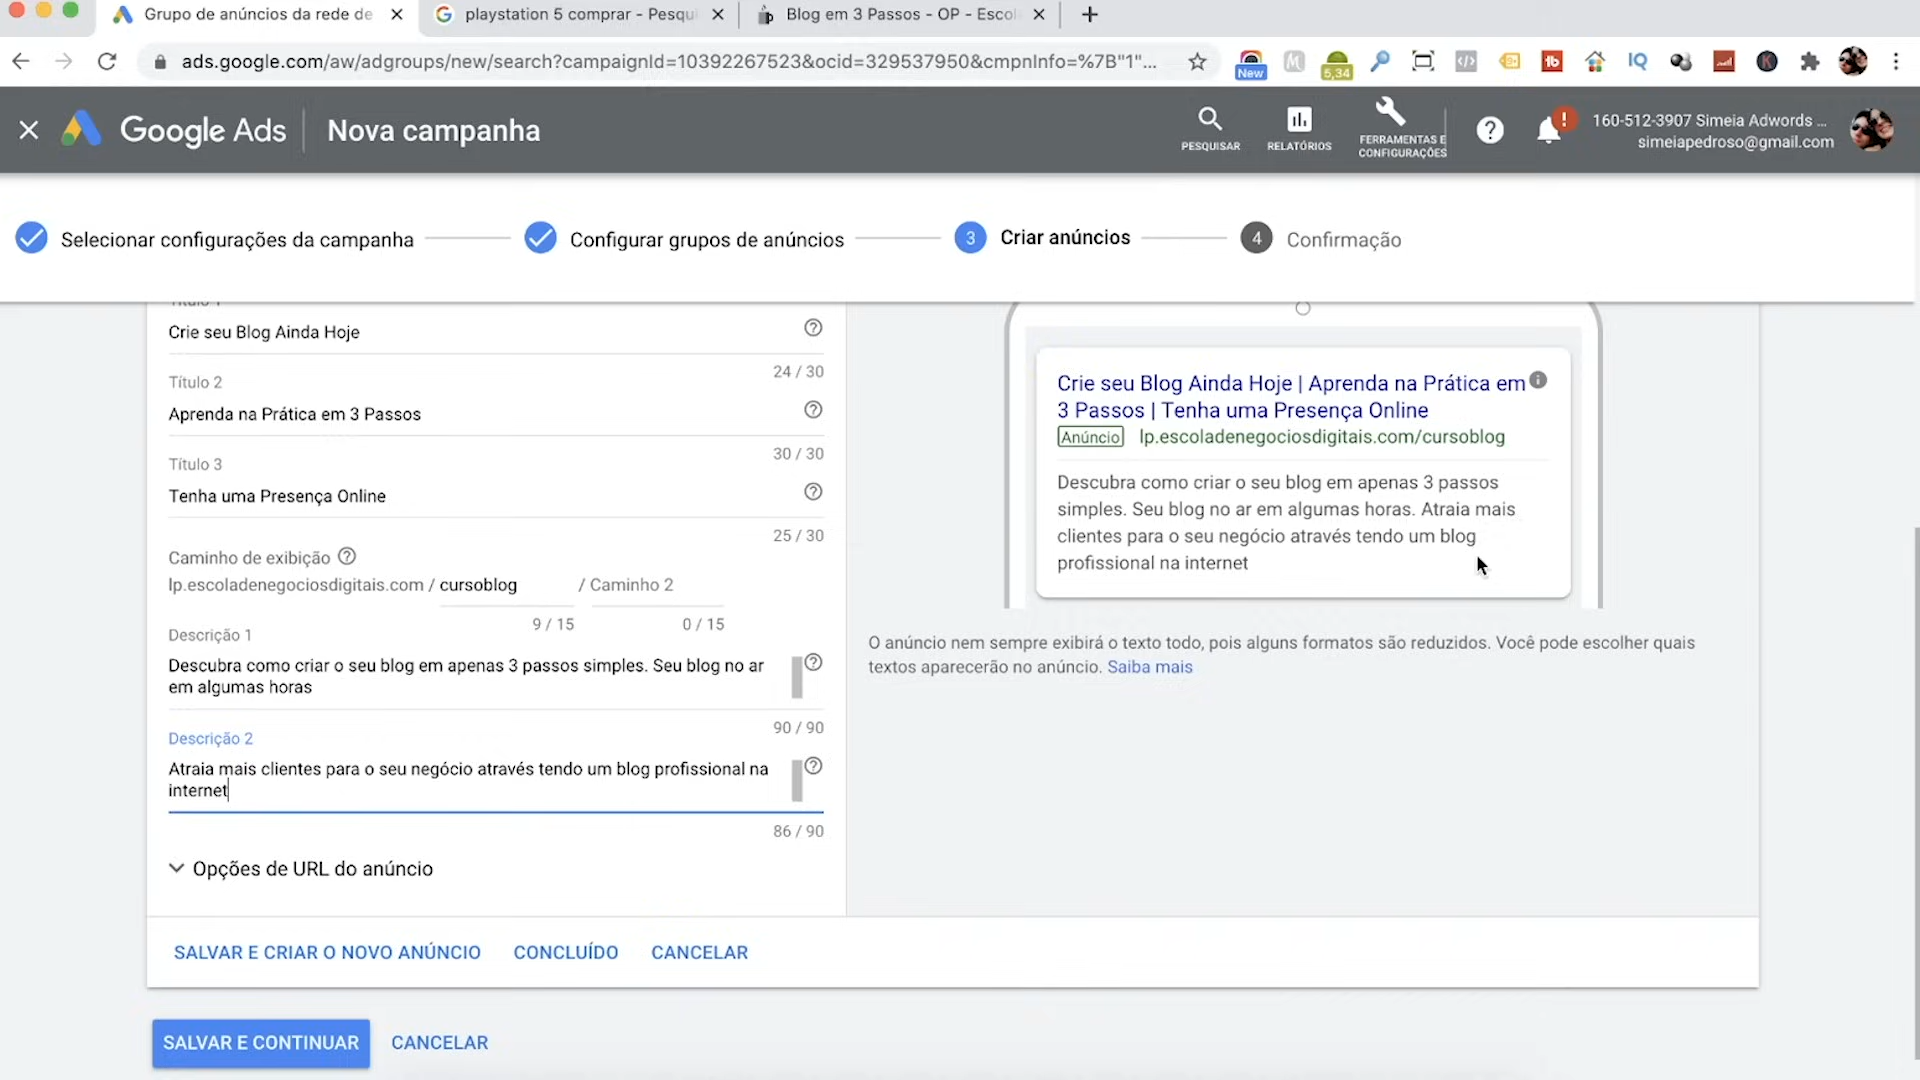 Grupo de anúncios da rede de
playstation 5 comprar - Pesqui
Blog em 3 Passos - OP - Escol
ads.google.com/aw/adgroups/new/search?campaignId=10392267523&ocid=329537950&cmpnInfo=%7B"1"...
New
5,34
Google Ads
Nova campanha
PESQUISAR
RELATÓRIOS
FERRAMENTAS E
CONFIGURAÇÕES
160-512-3907 Simeia Adwords ...
simeiapedroso@gmail.com
Selecionar configurações da campanha
Configurar grupos de anúncios
3 Criar anúncios
4 Confirmação
Título 1
Crie seu Blog Ainda Hoje
24 / 30
Título 2
Aprenda na Prática em 3 Passos
30 / 30
Título 3
Tenha uma Presença Online
25 / 30
Caminho de exibição
lp.escoladenegociosdigitais.com / cursoblog / Caminho 2
9 / 15 0 / 15
Descrição 1
Descubra como criar o seu blog em apenas 3 passos simples. Seu blog no ar
em algumas horas
90 / 90
Descrição 2
Atraia mais clientes para o seu negócio através tendo um blog profissional na
internet
86 / 90
Opções de URL do anúncio
Crie seu Blog Ainda Hoje | Aprenda na Prática em
3 Passos | Tenha uma Presença Online
Anúncio lp.escoladenegociosdigitais.com/cursoblog
Descubra como criar o seu blog em apenas 3 passos
simples. Seu blog no ar em algumas horas. Atraia mais
clientes para o seu negócio através tendo um blog
profissional na internet
O anúncio nem sempre exibirá o texto todo, pois alguns formatos são reduzidos. Você pode escolher quais
textos aparecerão no anúncio. Saiba mais
SALVAR E CRIAR O NOVO ANÚNCIO CONCLUÍDO CANCELAR
SALVAR E CONTINUAR CANCELAR